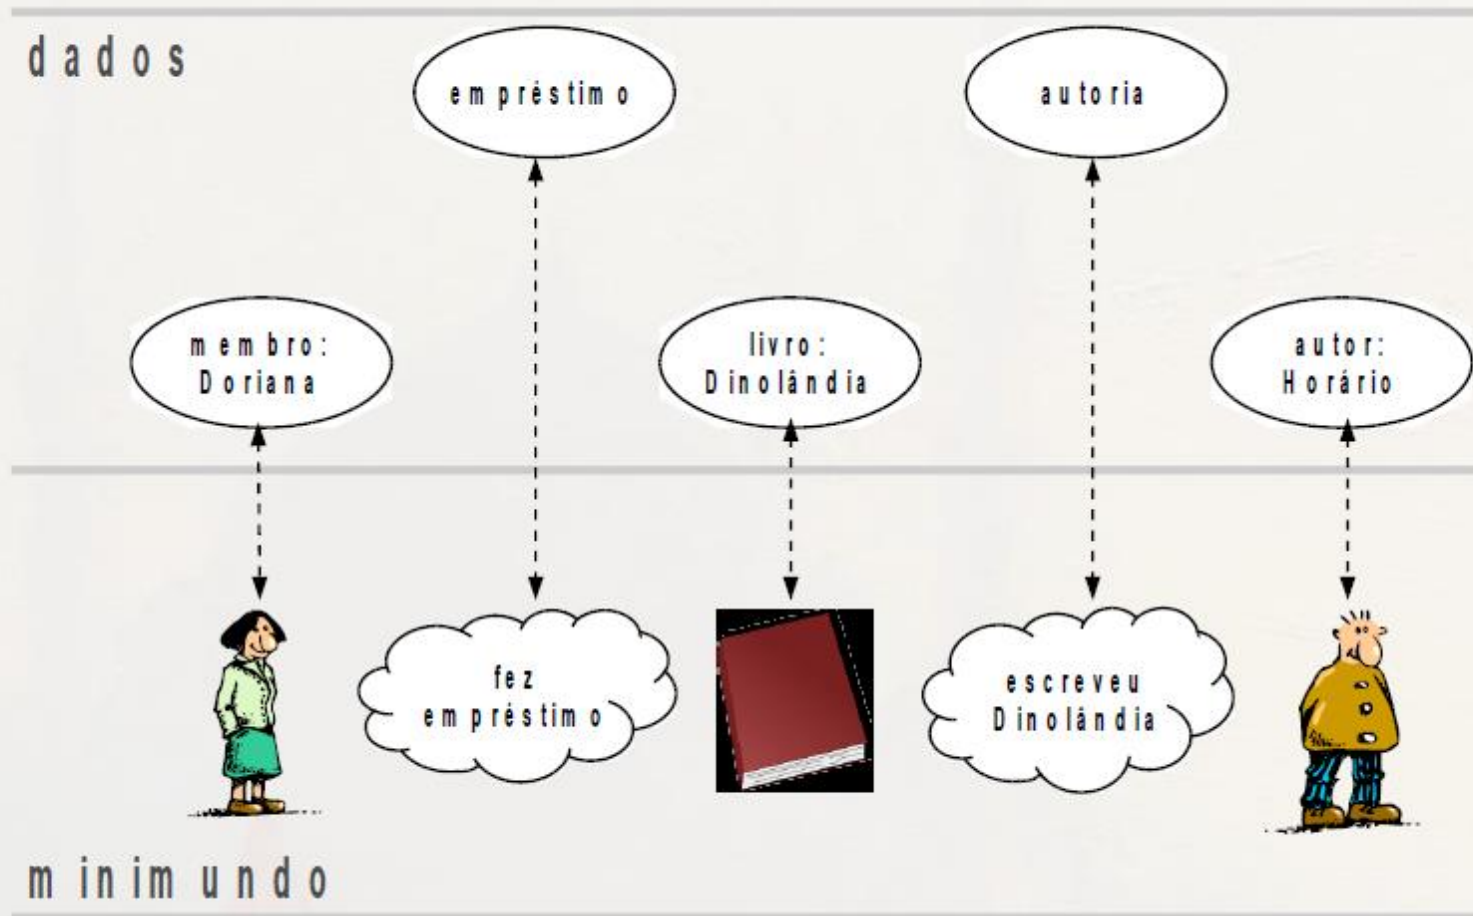 dados
empréstimo
autoria
membro:
Doriana
livro:
Dinolândia
autor:
Horário
fez
empréstimo
escreveu
Dinolândia
minimundo